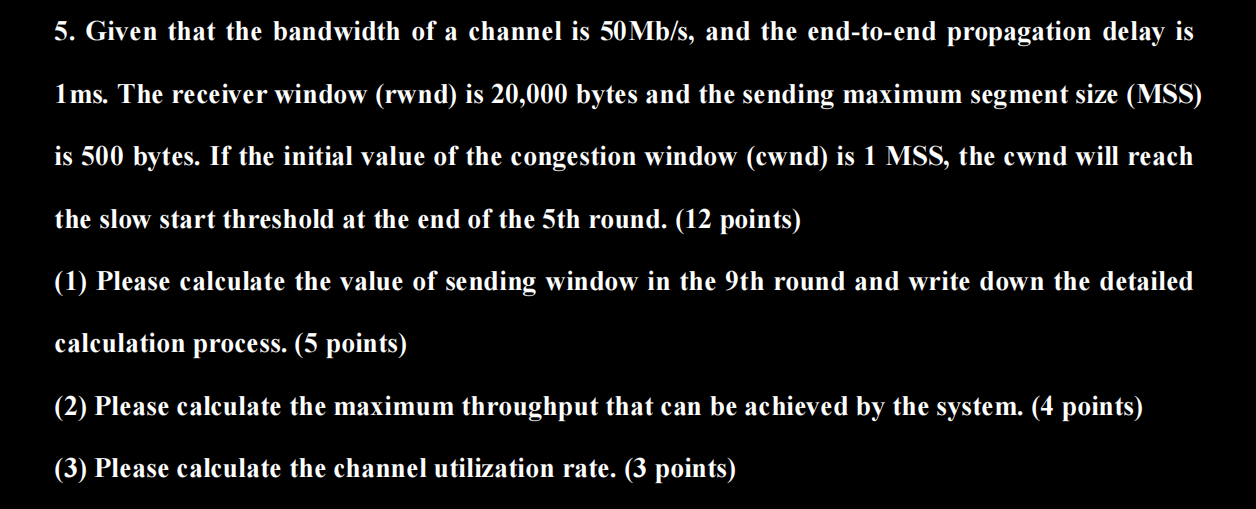 5. Given that the bandwidth of a channel is 50Mb/s, and the end-to-end propagation delay is
1ms. The receiver window (rwnd) is 20,000 bytes and the sending maximum segment size (MSS)
is 500 bytes. If the initial value of the congestion window (cwnd) is 1 MSS, the cwnd will reach
the slow start threshold at the end of the 5th round. (12 points)
(1) Please calculate the value of sending window in the 9th round and write down the detailed
calculation process. (5 points)
(2) Please calculate the maximum throughput that can be achieved by the system. (4 points)
(3) Please calculate the channel utilization rate. (3 points)